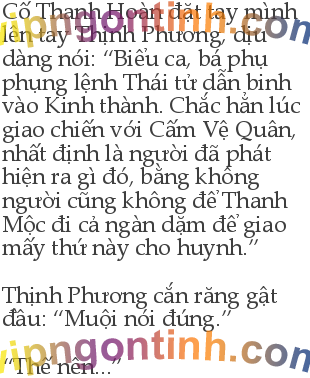 Cố Thanh Hoàn đặt tay mình
lên tay Thịnh Phương, dịu
dàng nói: “Biểu ca, bá phụ
phụng lệnh Thái tử dẫn binh
vào Kinh thành. Chắc hẳn lúc
giao chiến với Cấm Vệ Quân,
nhất định là người đã phát
hiện ra gì đó, bằng không
người cũng không để Thanh
Mộc đi cả ngàn dặm để giao
mấy thứ này cho huynh.”
Thịnh Phương cắn răng gật
đầu: “Muội nói đúng.”
“Thế nên...”
vipngontinh.com
vipngontinh.com